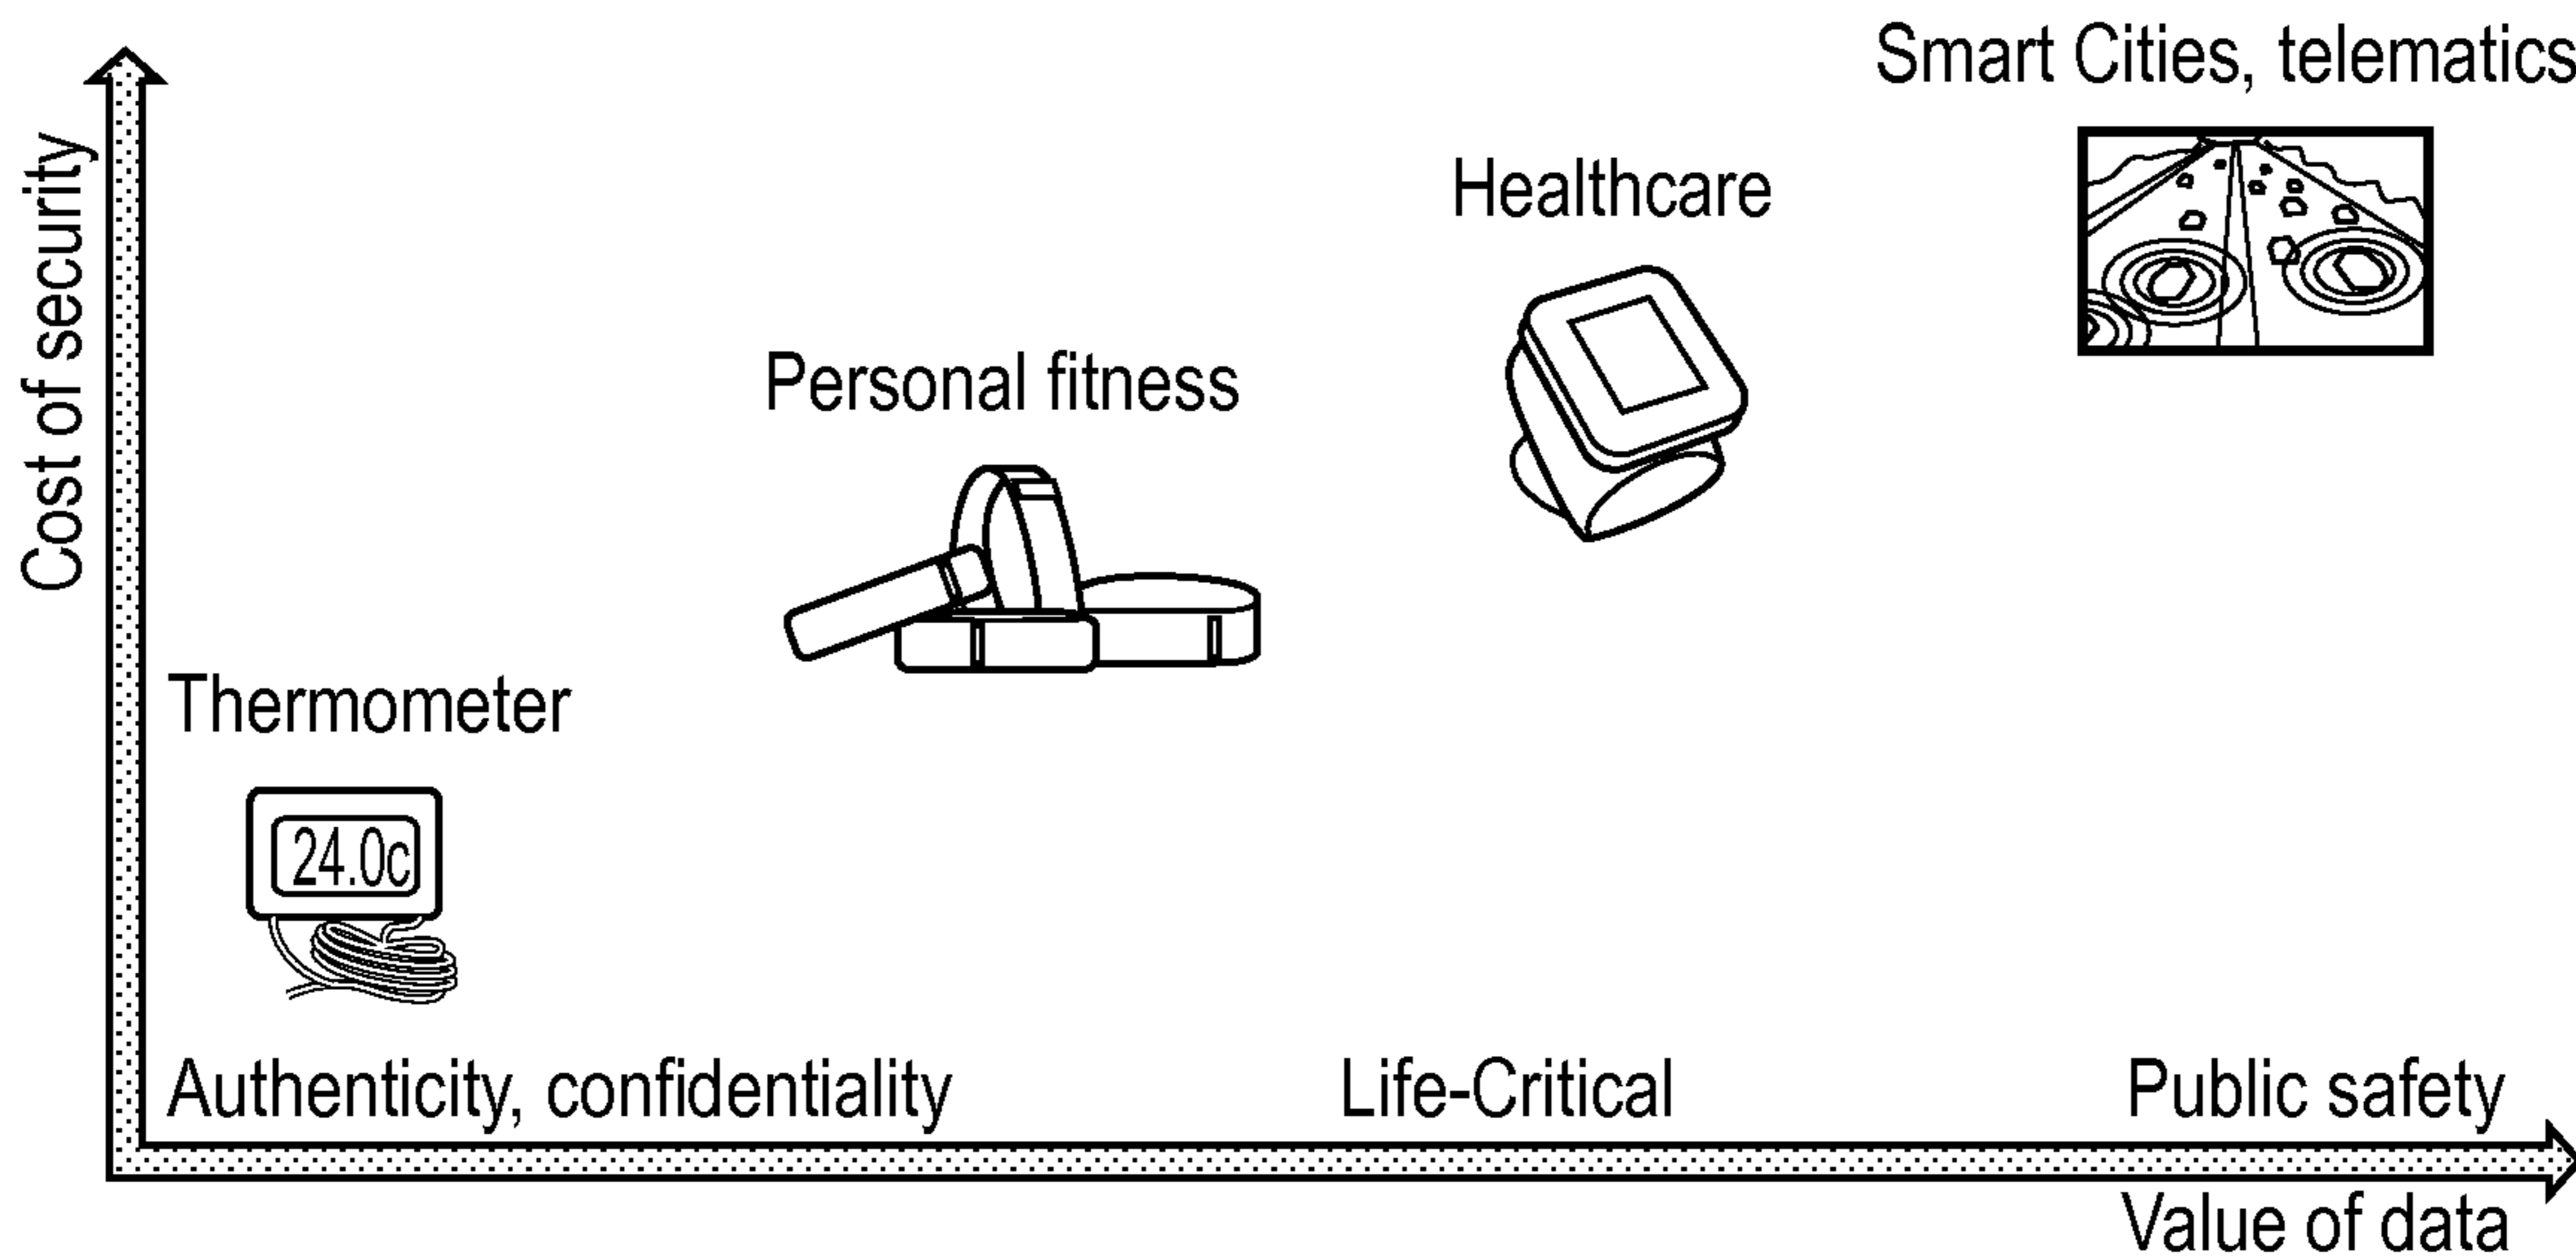 Smart Cities, telematics
Cost of security
Healthcare
Personal fitness
Thermometer
24.0c
Authenticity, confidentiality
Life-Critical
Public safety
Value of data